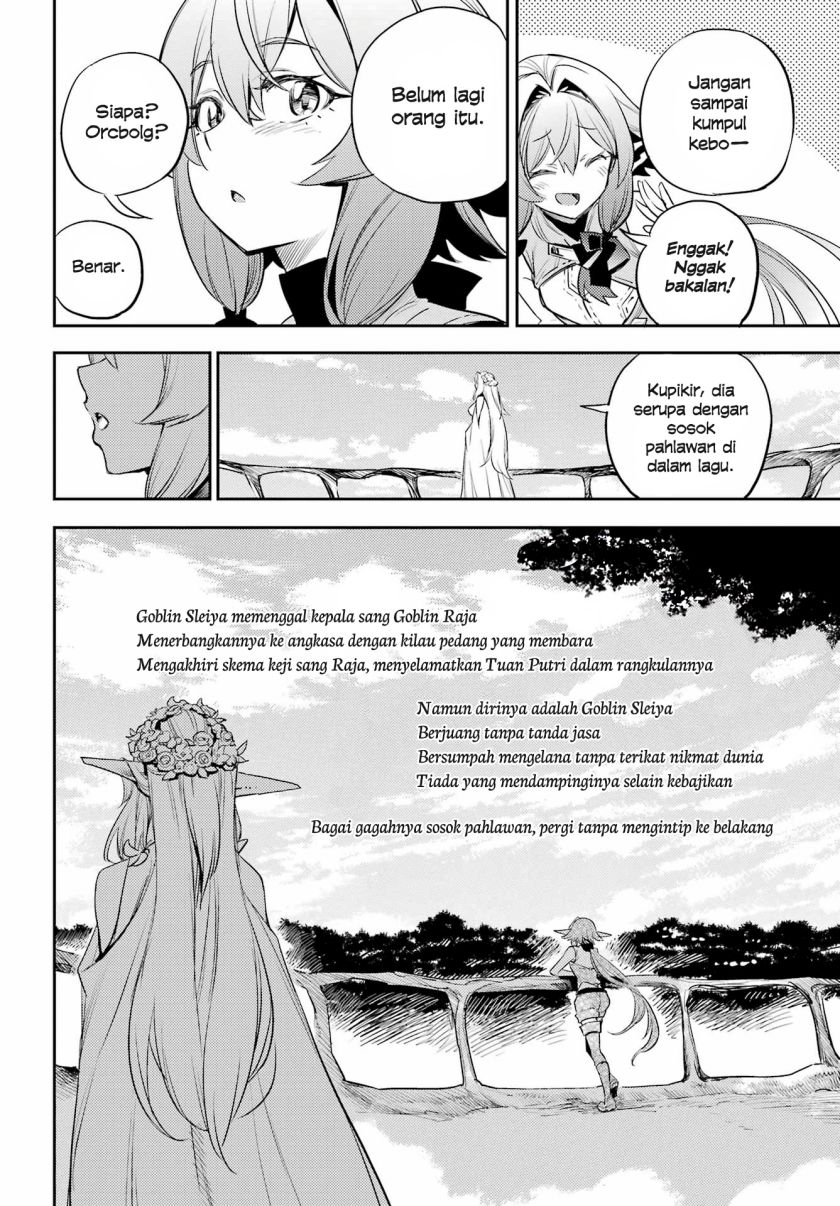 Jangan
sampai
kumpul
kebo—
Enggak!
Nggak
bakalan!
Belum lagi
orang itu.
Siapa?
Orcbolg?
Benar.
Kupikir, dia
serupa dengan
sosok
pahlawan di
dalam lagu.
Goblin Sleiya memenggal kepala sang Goblin Raja
Menerbangkannya ke angkasa dengan kilau pedang yang membara
Mengakhiri skema keji sang Raja, menyelamatkan Tuan Putri dalam rangkulannya
Namun dirinya adalah Goblin Sleiya
Berjuang tanpa tanda jasa
Bersumpah mengelana tanpa terikat nikmat dunia
Tiada yang mendampinginya selain kebajikan
Bagai gagahnya sosok pahlawan, pergi tanpa mengintip ke belakang